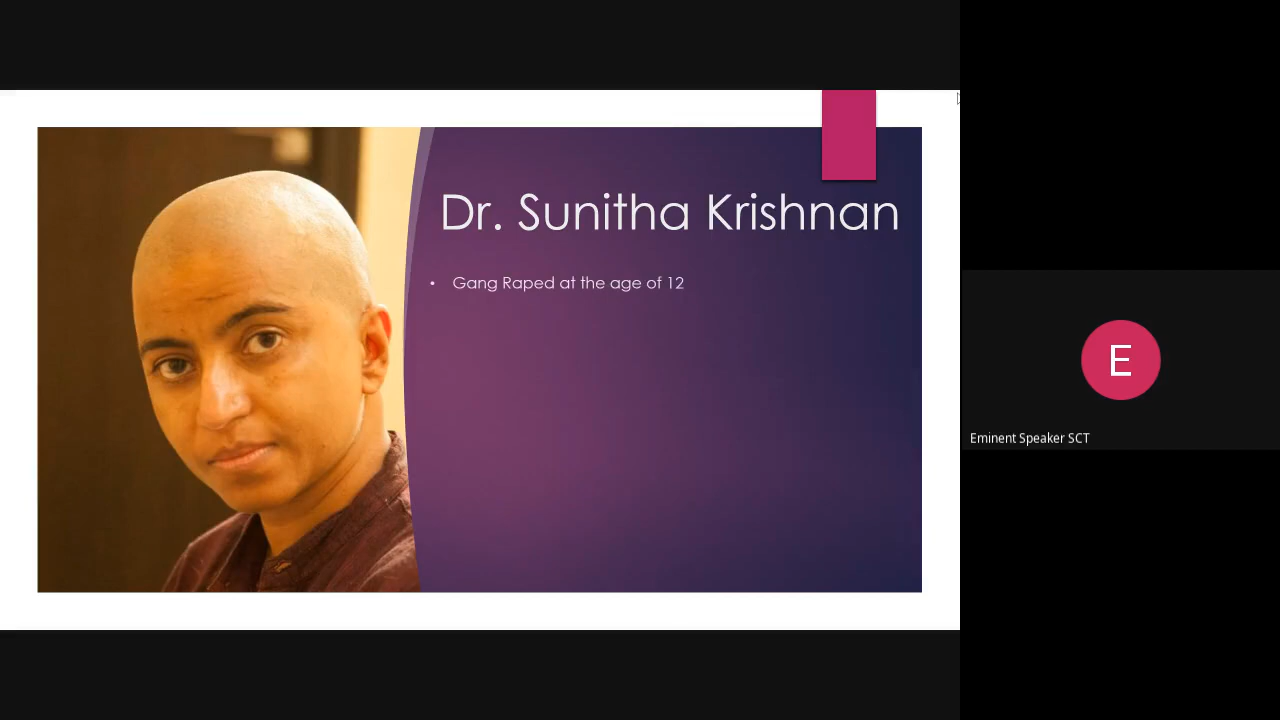 Dr. Sunitha Krishnan
• Gang Raped at the age of 12
E
Eminent Speaker SCT